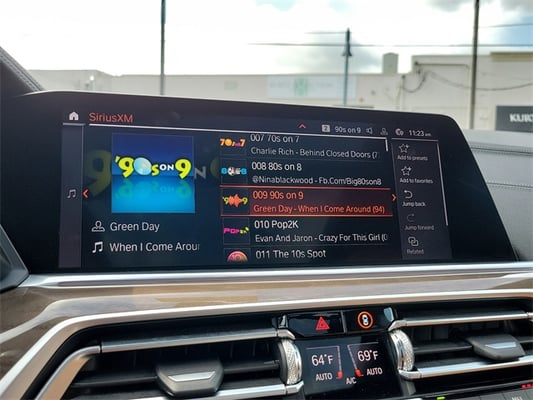 SiriusXM
2 90s on 9
11:23
'90s ON 9
Green Day
When I Come Arour
007 70s on 7
Charlie Rich - Behind Closed Doors (7
008 80s on 8
@Ninablackwood - Fb.Com/Big80son8
009 90s on 9
Green Day - When I Come Around (94)
010 Pop2K
Evan And Jaron - Crazy For This Girl (0
011 The 10s Spot
Add to presets
Add to favorites
Jump back
Jump forward
Related
64°F
AUTO
A/C
69°F
AUTO